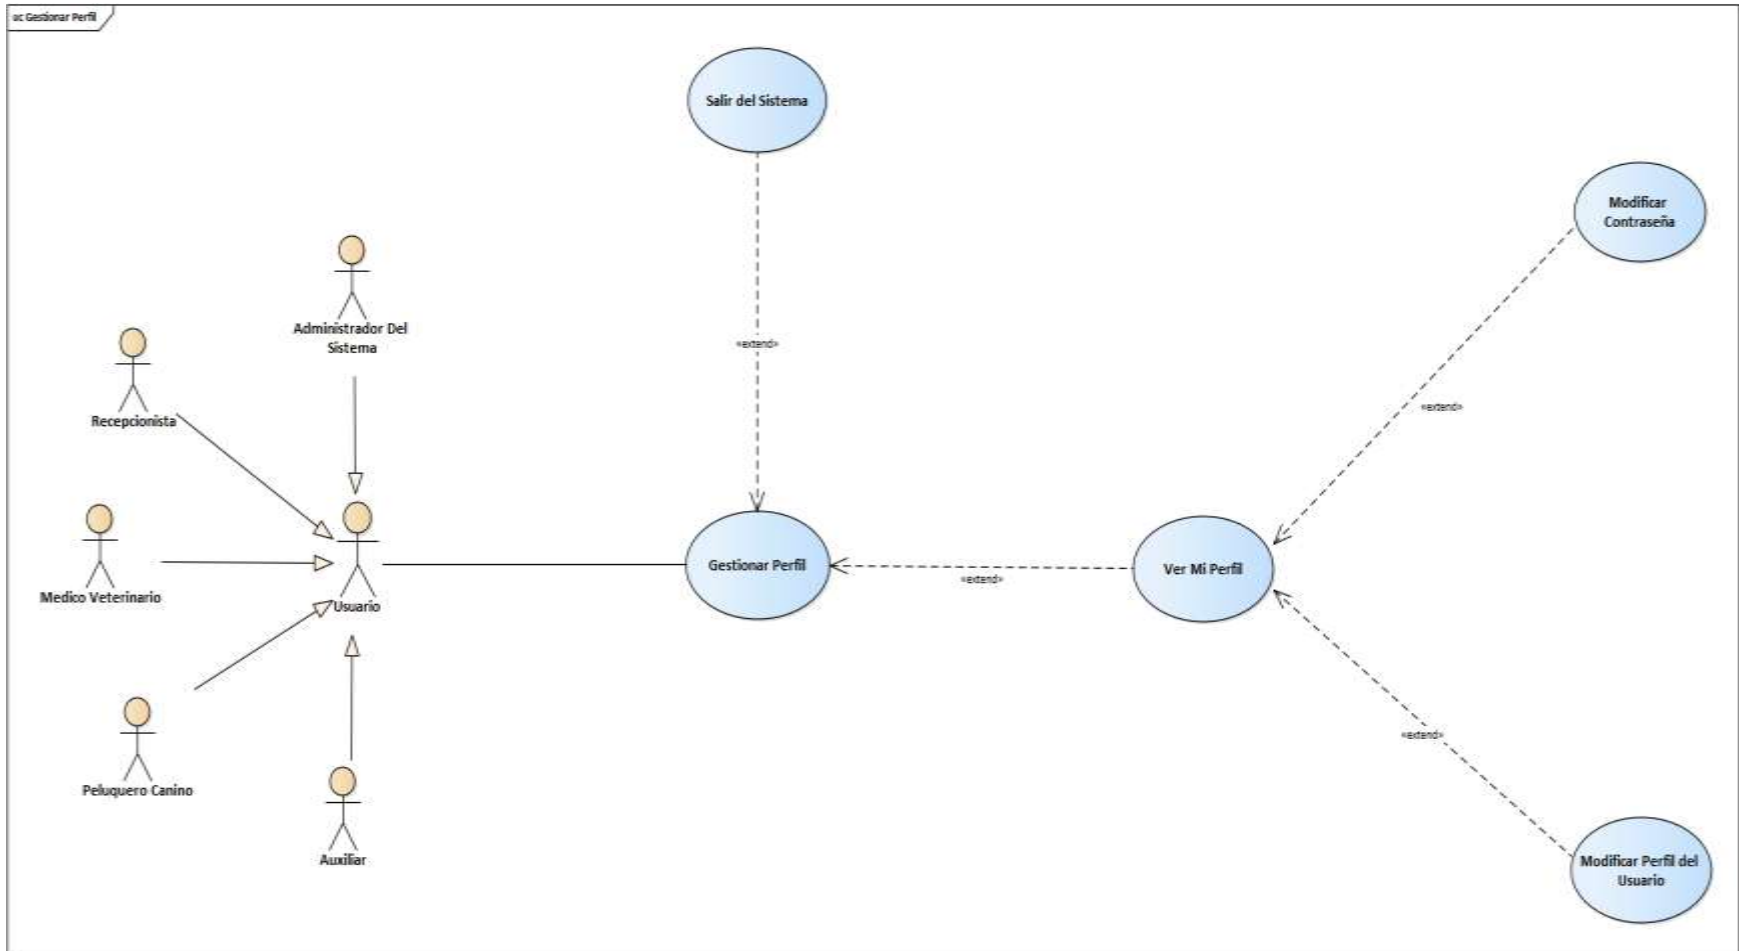 uc Gestionar Perfil
Salir del Sistema
Modificar
Contraseña
Administrador Del
Sistema
Recepcionista
«extend»
«extend»
Medico Veterinario
Usuario
Gestionar Perfil
«extend»
Ver Mi Perfil
«extend»
Peluquero Canino
Auxiliar
Modificar Perfil del
Usuario